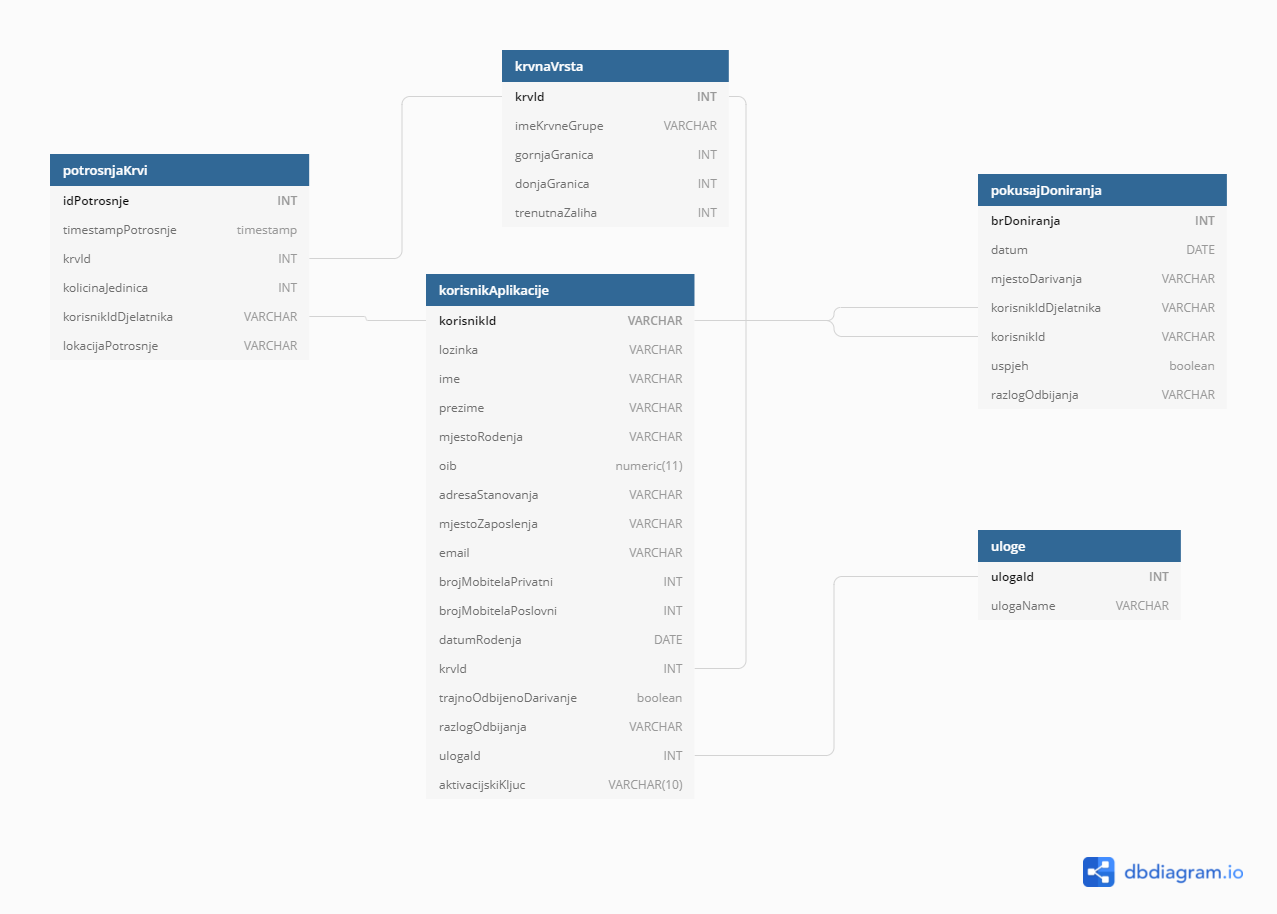 krvnaVrsta
krvId INT
imeKrvneGrupe VARCHAR
gornjaGranica INT
donjaGranica INT
trenutnaZaliha INT
potrosnjaKrvi
idPotrosnje INT
timestampPotrosnje timestamp
krvId INT
kolicinaJedinica INT
korisnikIdDjelatnika VARCHAR
lokacijaPotrosnje VARCHAR
korisnikAplikacije
korisnikId VARCHAR
lozinka VARCHAR
ime VARCHAR
prezime VARCHAR
mjestoRodenja VARCHAR
oib numeric(11)
adresaStanovanja VARCHAR
mjestoZaposlenja VARCHAR
email VARCHAR
brojMobitelaPrivatni INT
brojMobitelaPoslovni INT
datumRodenja DATE
krvId INT
trajnoOdbijenoDarivanje boolean
razlogOdbijanja VARCHAR
ulogaId INT
aktivacijskiKljuc VARCHAR(10)
pokusajDoniranja
brDoniranja INT
datum DATE
mjestoDarivanja VARCHAR
korisnikIdDjelatnika VARCHAR
korisnikId VARCHAR
uspjeh boolean
razlogOdbijanja VARCHAR
uloge
ulogaId INT
ulogaName VARCHAR
dbdiagram.io